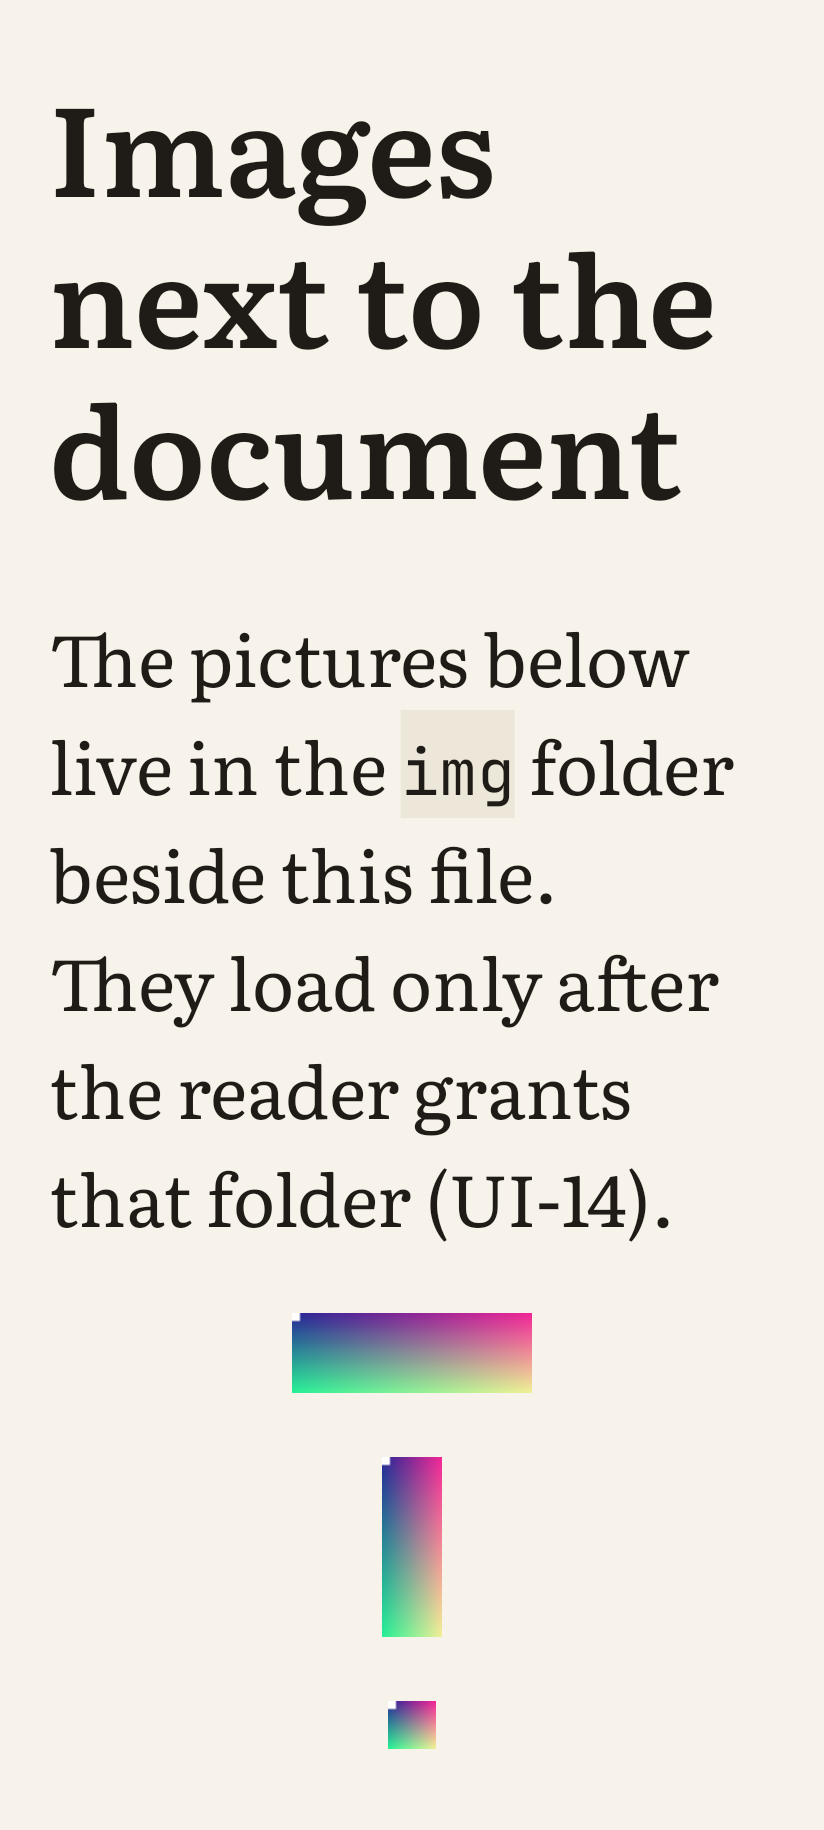 Images
next to the
document
The pictures below
live in the img folder
beside this file.
They load only after
the reader grants
that folder (UI-14).